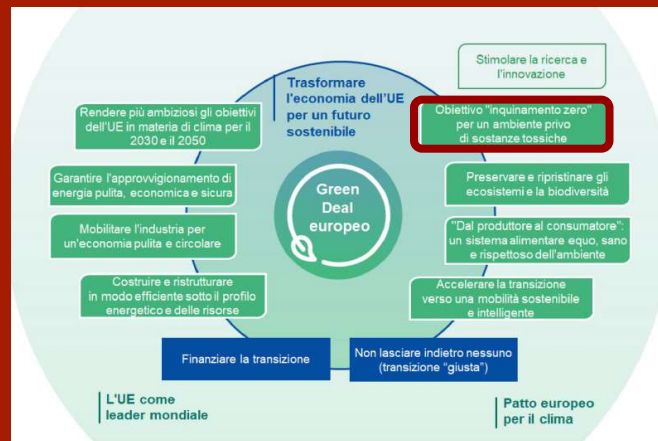 Stimolare la ricerca e
l'innovazione
Trasformare
l'economia dell'UE
per un futuro
sostenibile
Rendere più ambiziosi gli obiettivi
dell'UE in materia di clima per il
2030 e il 2050
Obiettivo "inquinamento zero"
per un ambiente privo
di sostanze tossiche
Garantire l'approvvigionamento di
energia pulita, economica e sicura
Green
Deal
europeo
Preservare e ripristinare gli
ecosistemi e la biodiversità
Mobilitare l'industria per
un'economia pulita e circolare
"Dal produttore al consumatore":
un sistema alimentare equo, sano
e rispettoso dell'ambiente
Costruire e ristrutturare
in modo efficiente sotto il profilo
energetico e delle risorse
Accelerare la transizione
verso una mobilità sostenibile
e intelligente
Finanziare la transizione
Non lasciare indietro nessuno
(transizione "giusta")
L'UE come
leader mondiale
Patto europeo
per il clima